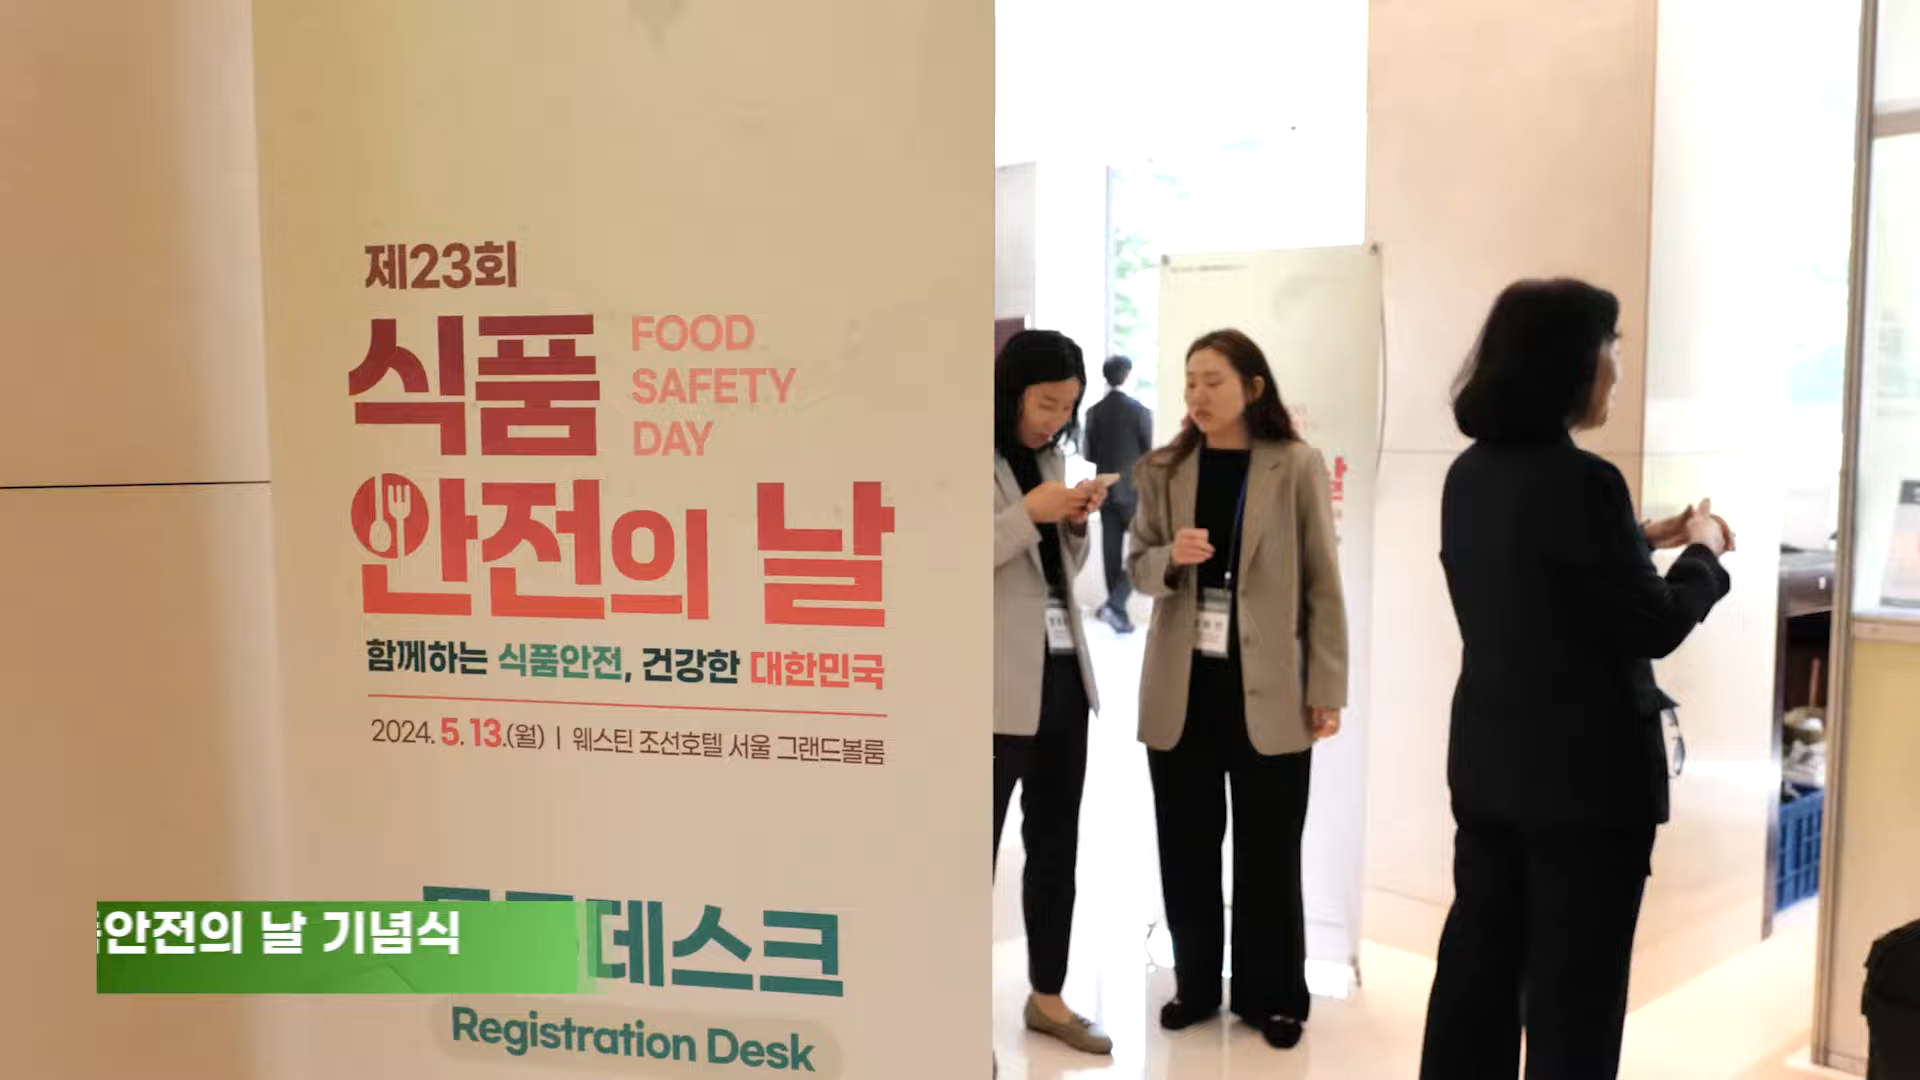 제23회
식품
FOOD
SAFETY
DAY
안전의 날
함께하는 식품안전, 건강한 대한민국
2024. 5. 13.(월) | 웨스틴 조선호텔 서울 그랜드볼룸
안전의 날 기념식
데스크
Registration Desk